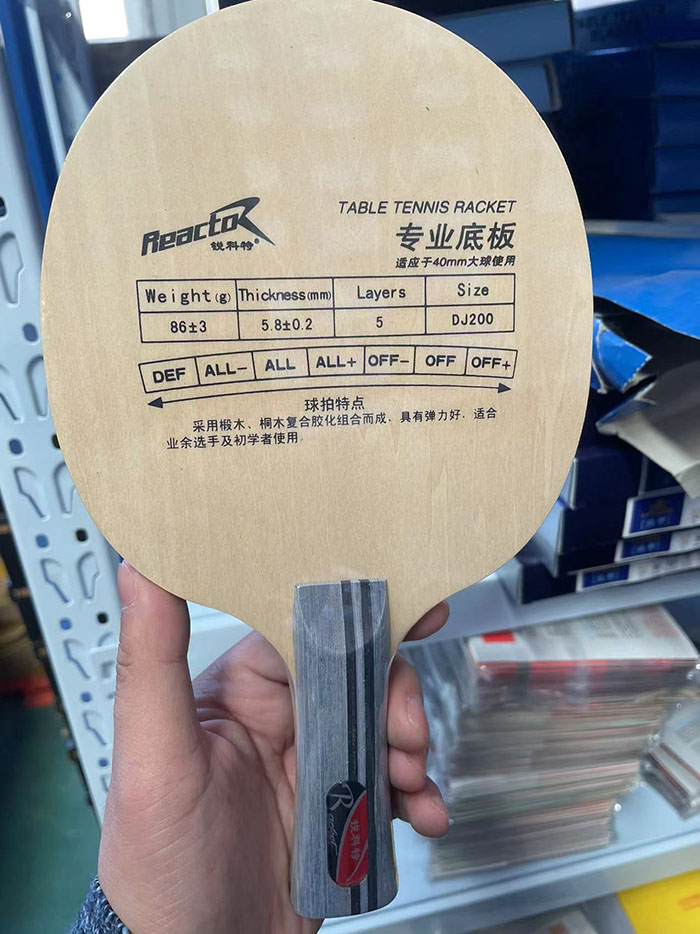 Reactor
锐科特®
TABLE TENNIS RACKET
专业底板
适应于40mm大球使用
Weight(g) Thickness(mm) Layers Size
86±3 5.8±0.2 5 DJ200
DEF ALL- ALL ALL+ OFF- OFF OFF+
球拍特点
采用椴木、桐木复合胶化组合而成，具有弹力好，适合
业余选手及初学者使用
Reactor
锐科特